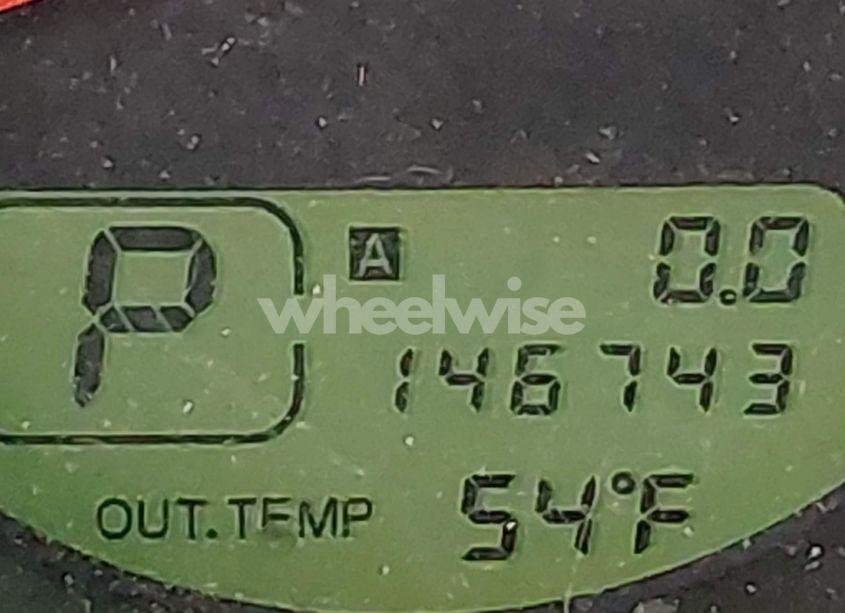 P A 0.0
wheelwise
146743
OUT.TEMP 54°F